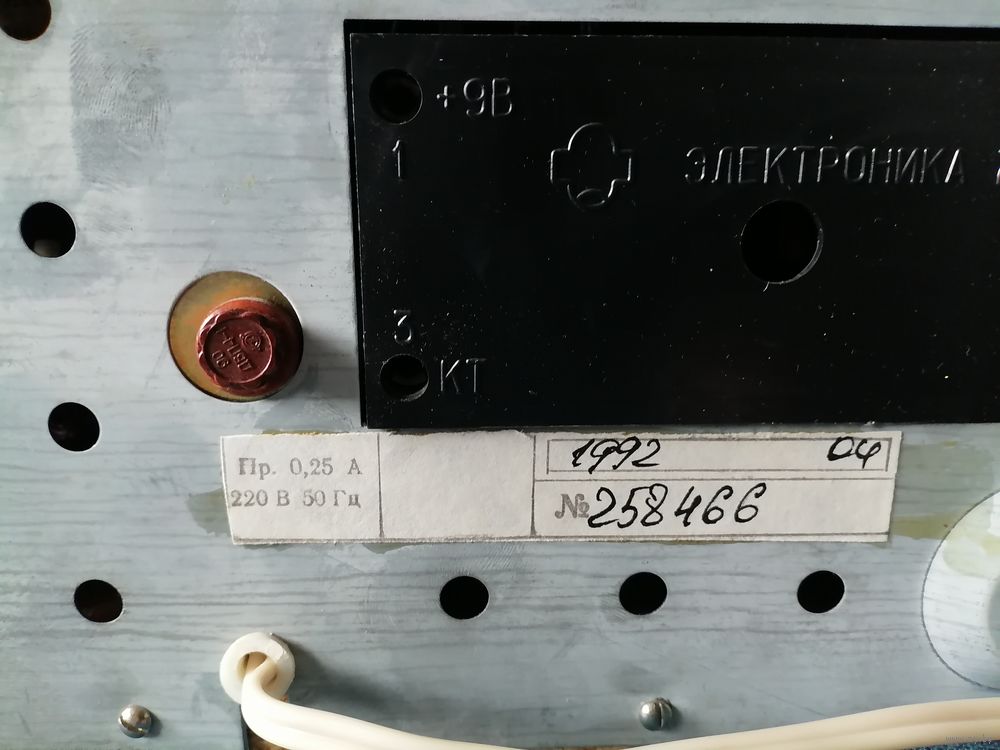 +9В
1
ЭЛЕКТРОНИКА
3
КТ
Пр. 0,25 А
220 В 50 Гц
1992 04
№258466